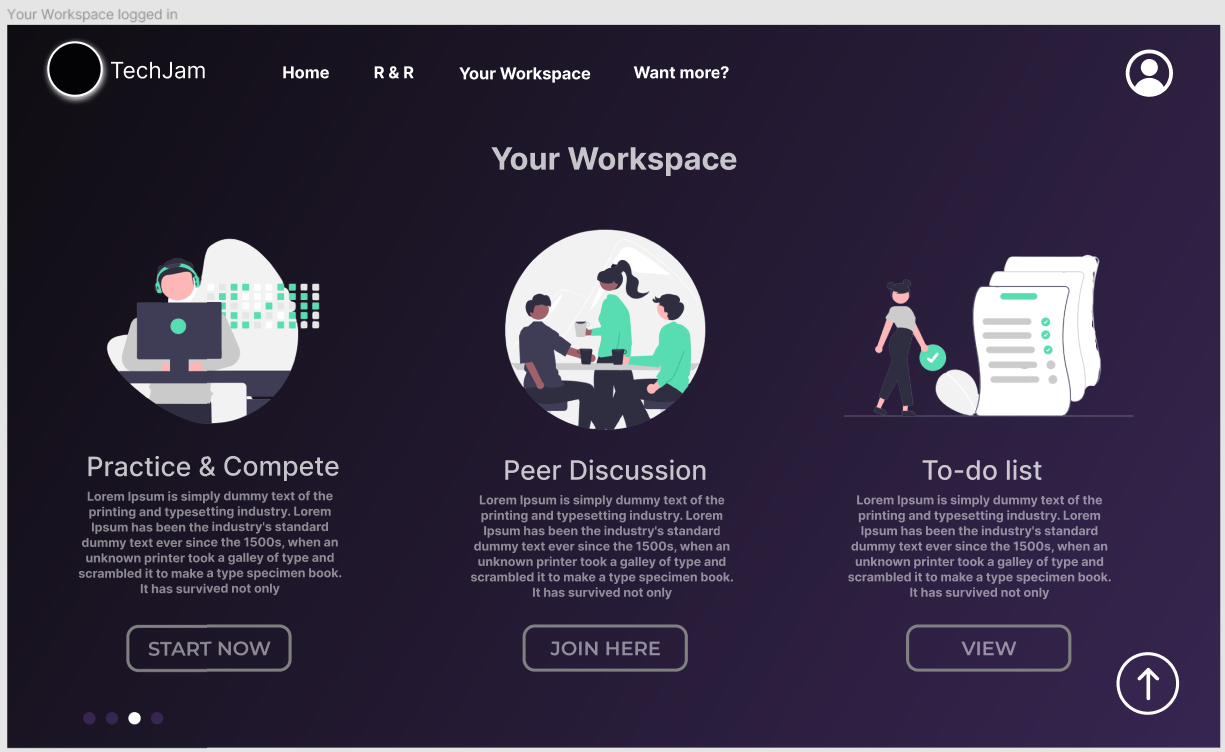 Your Workspace logged in
TechJam
Home
R & R
Your Workspace
Want more?
Your Workspace
Practice & Compete
Lorem Ipsum is simply dummy text of the
printing and typesetting industry. Lorem
Ipsum has been the industry's standard
dummy text ever since the 1500s, when an
unknown printer took a galley of type and
scrambled it to make a type specimen book.
It has survived not only
START NOW
Peer Discussion
Lorem Ipsum is simply dummy text of the
printing and typesetting industry. Lorem
Ipsum has been the industry's standard
dummy text ever since the 1500s, when an
unknown printer took a galley of type and
scrambled it to make a type specimen book.
It has survived not only
JOIN HERE
To-do list
Lorem Ipsum is simply dummy text of the
printing and typesetting industry. Lorem
Ipsum has been the industry's standard
dummy text ever since the 1500s, when an
unknown printer took a galley of type and
scrambled it to make a type specimen book.
It has survived not only
VIEW